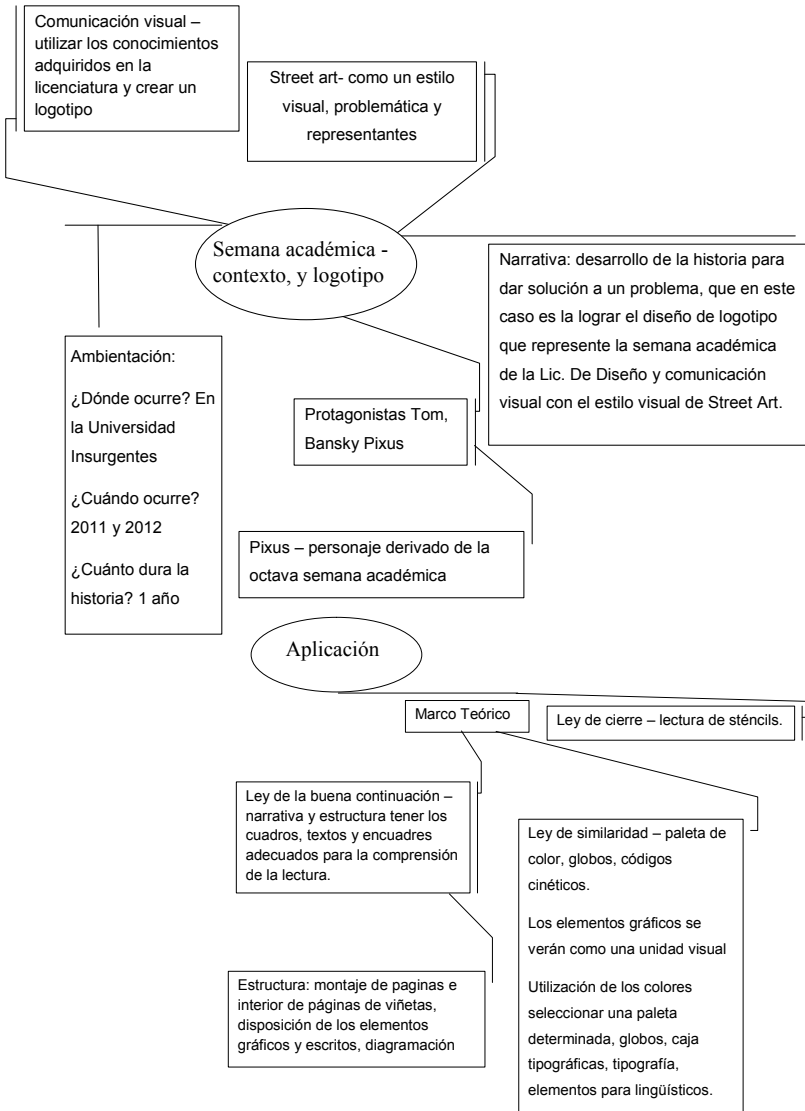 Comunicación visual –
utilizar los conocimientos
adquiridos en la
licenciatura y crear un
logotipo
Street art- como un estilo
visual, problemática y
representantes
Semana académica -
contexto, y logotipo
Narrativa: desarrollo de la historia para
dar solución a un problema, que en este
caso es la lograr el diseño de logotipo
que represente la semana académica
de la Lic. De Diseño y comunicación
visual con el estilo visual de Street Art.
Ambientación:
¿Dónde ocurre? En
la Universidad
Insurgentes
¿Cuándo ocurre?
2011 y 2012
¿Cuánto dura la
historia? 1 año
Protagonistas Tom,
Bansky Pixus
Pixus – personaje derivado de la
octava semana académica
Aplicación
Marco Teórico
Ley de cierre – lectura de sténcils.
Ley de la buena continuación –
narrativa y estructura tener los
cuadros, textos y encuadres
adecuados para la comprensión
de la lectura.
Ley de similaridad – paleta de
color, globos, códigos
cinéticos.
Los elementos gráficos se
verán como una unidad visual
Utilización de los colores
seleccionar una paleta
determinada, globos, caja
tipográficas, tipografía,
elementos para lingüísticos.
Estructura: montaje de paginas e
interior de páginas de viñetas,
disposición de los elementos
gráficos y escritos, diagramación